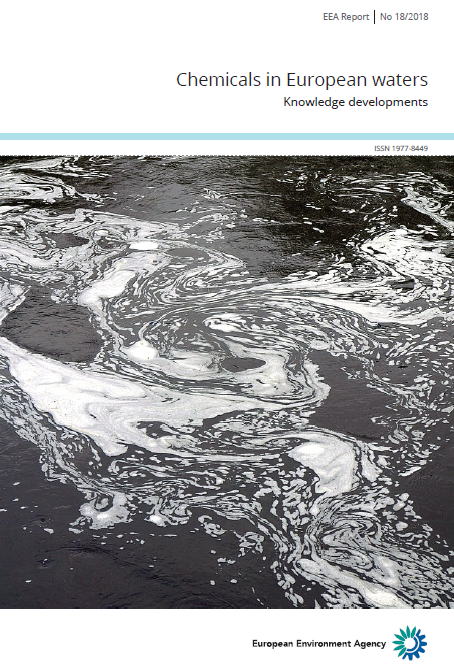 EEA Report | No 18/2018
Chemicals in European waters
Knowledge developments
ISSN 1977-8449
European Environment Agency